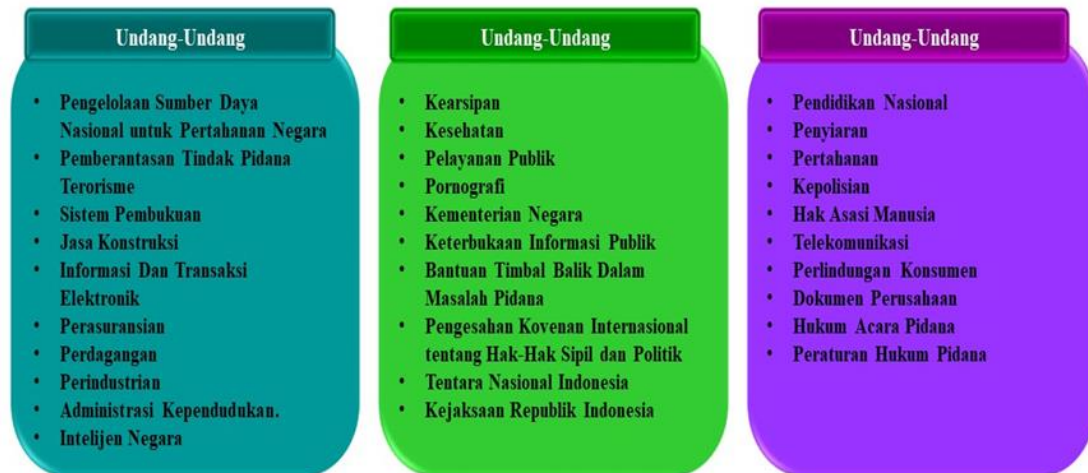 Undang-Undang
• Pengelolaan Sumber Daya
Nasional untuk Pertahanan Negara
• Pemberantasan Tindak Pidana
Terorisme
• Sistem Pembukuan
• Jasa Konstruksi
• Informasi Dan Transaksi
Elektronik
• Perasuransian
• Perdagangan
• Perindustrian
• Administrasi Kependudukan.
• Intelijen Negara
Undang-Undang
• Kearsipan
• Kesehatan
• Pelayanan Publik
• Pornografi
• Kementerian Negara
• Keterbukaan Informasi Publik
• Bantuan Timbal Balik Dalam
Masalah Pidana
• Pengesahan Kovenan Internasional
tentang Hak-Hak Sipil dan Politik
• Tentara Nasional Indonesia
• Kejaksaan Republik Indonesia
Undang-Undang
• Pendidikan Nasional
• Penyiaran
• Pertahanan
• Kepolisian
• Hak Asasi Manusia
• Telekomunikasi
• Perlindungan Konsumen
• Dokumen Perusahaan
• Hukum Acara Pidana
• Peraturan Hukum Pidana